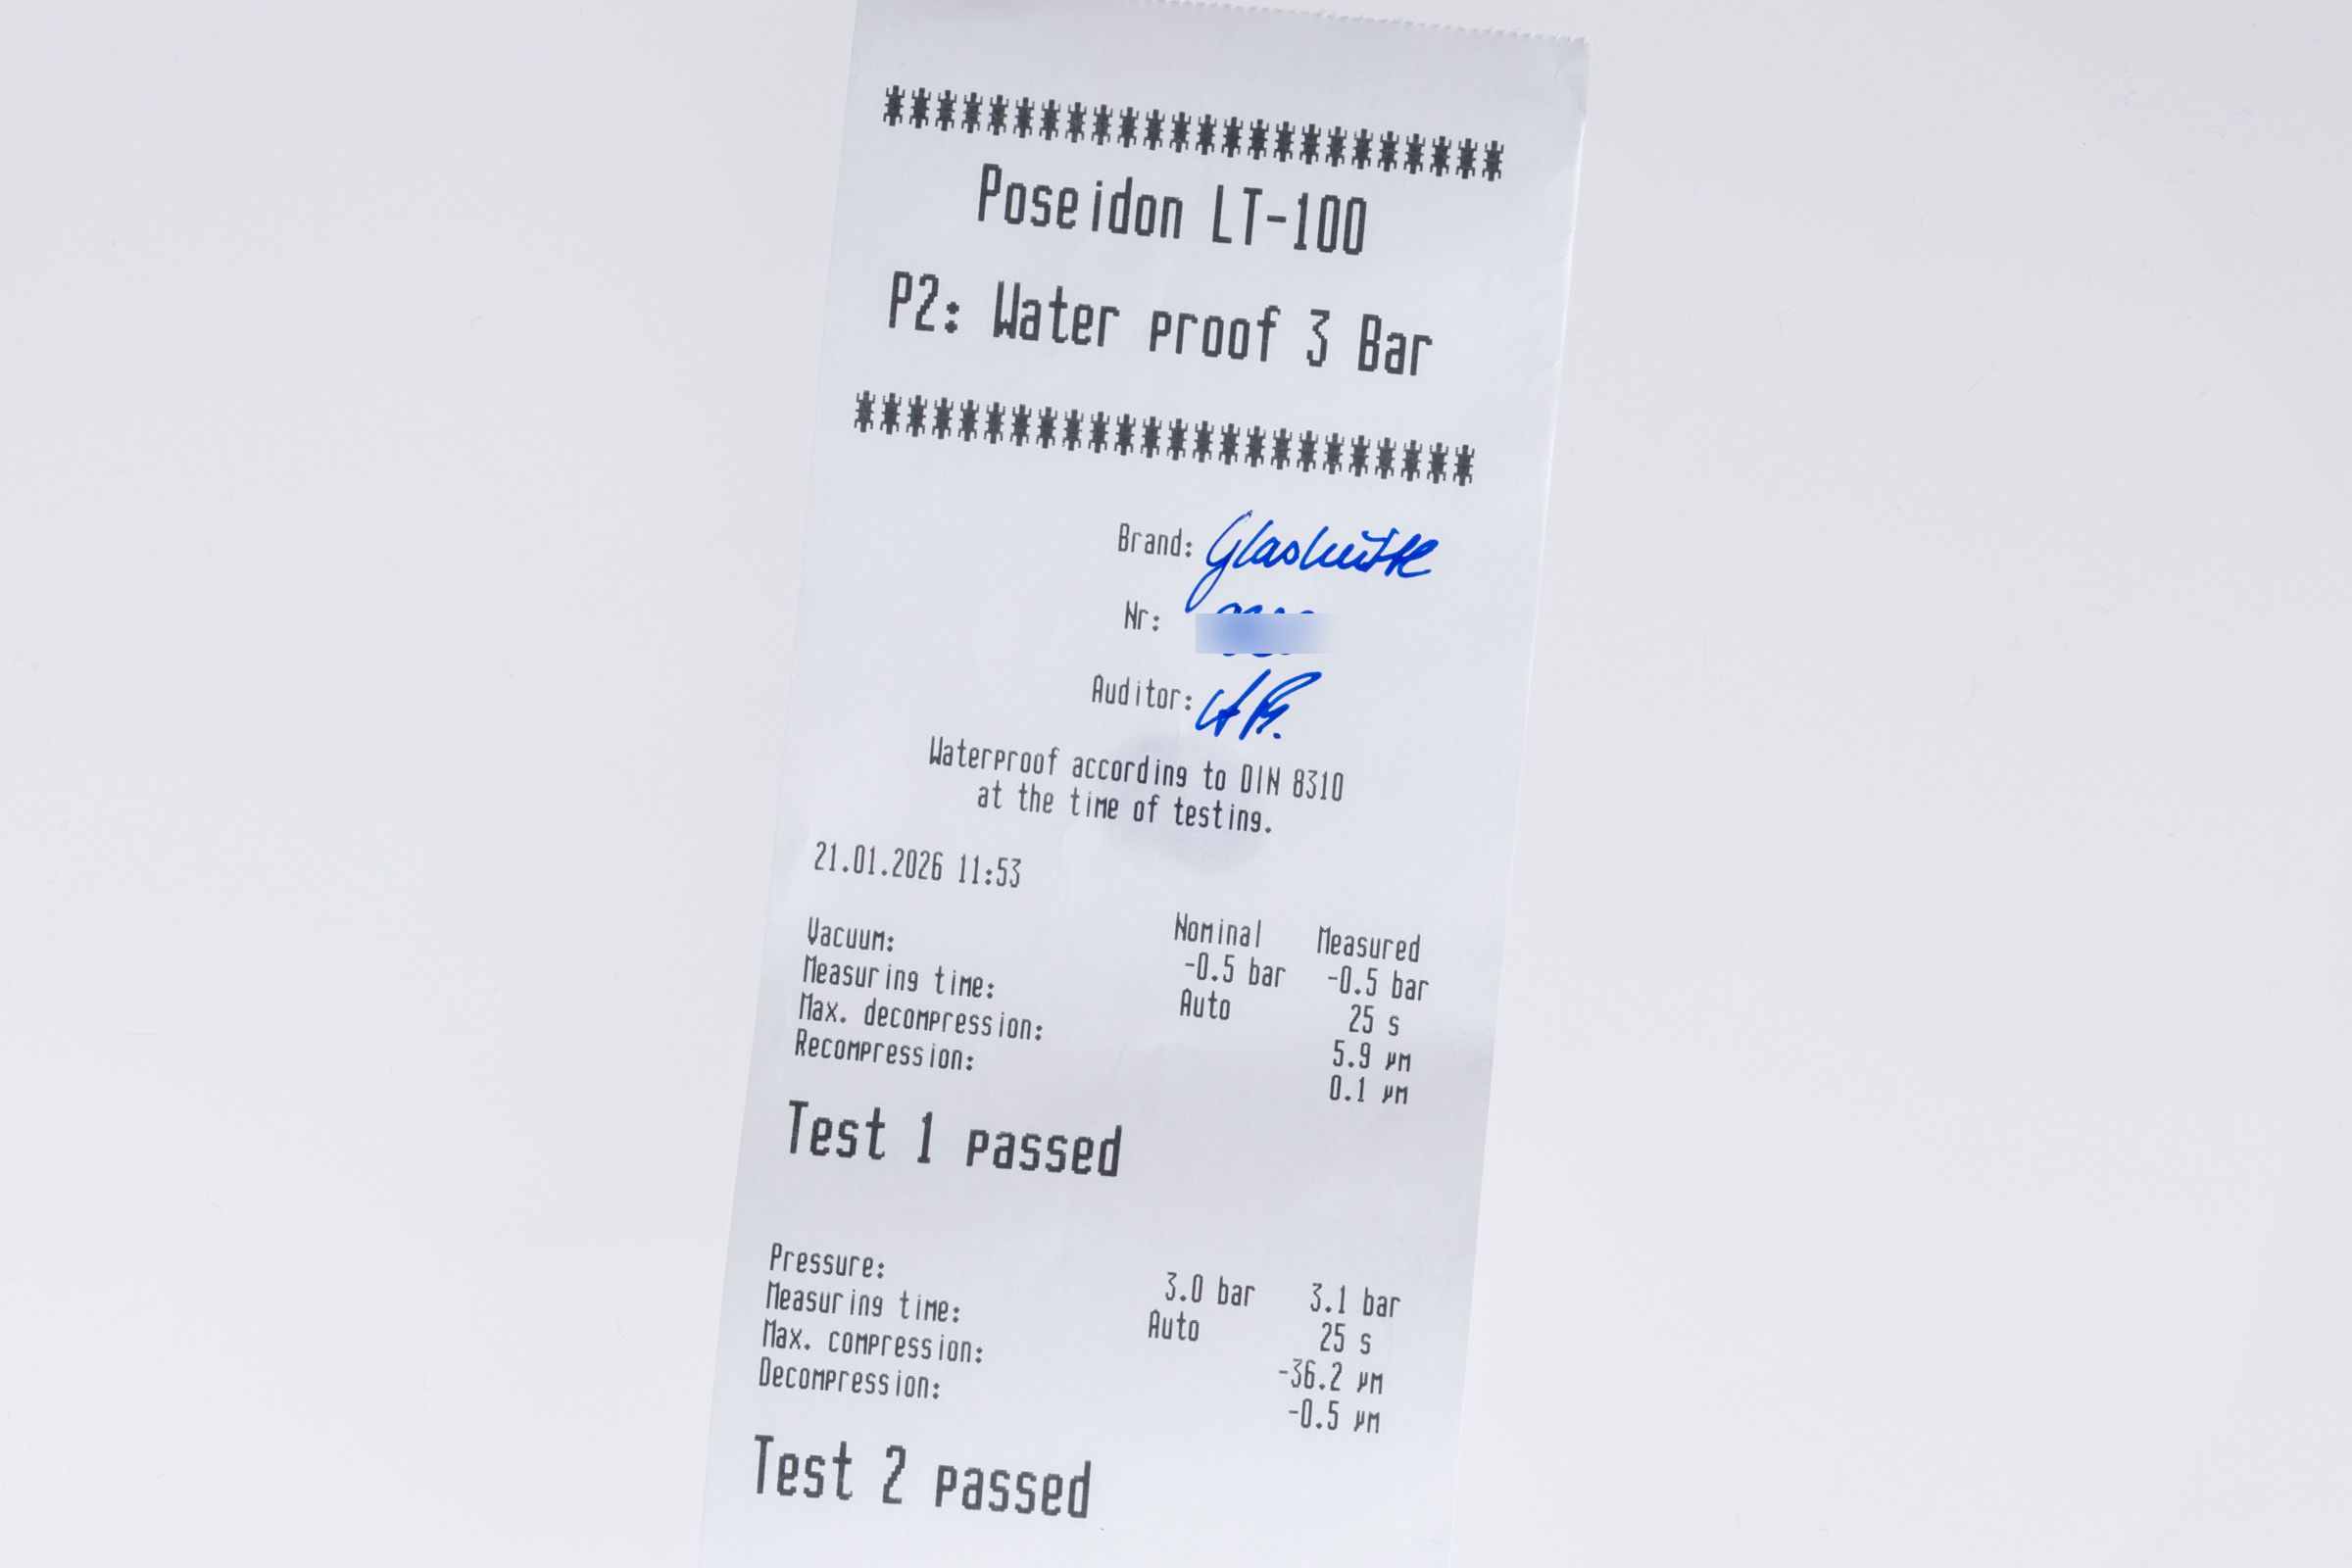 ************************
Poseidon LT-100
P2: Water proof 3 Bar
************************
Brand: Glashütte
Nr:
Auditor:
Waterproof according to DIN 8310
at the time of testing.
21.01.2026 11:53
Nominal Measured
Vacuum: -0.5 bar -0.5 bar
Measuring time: Auto 25 s
Max. decompression: 5.9 µm
Recompression: 0.1 µm
Test 1 passed
Pressure: 3.0 bar 3.1 bar
Measuring time: Auto 25 s
Max. compression: -36.2 µm
Decompression: -0.5 µm
Test 2 passed